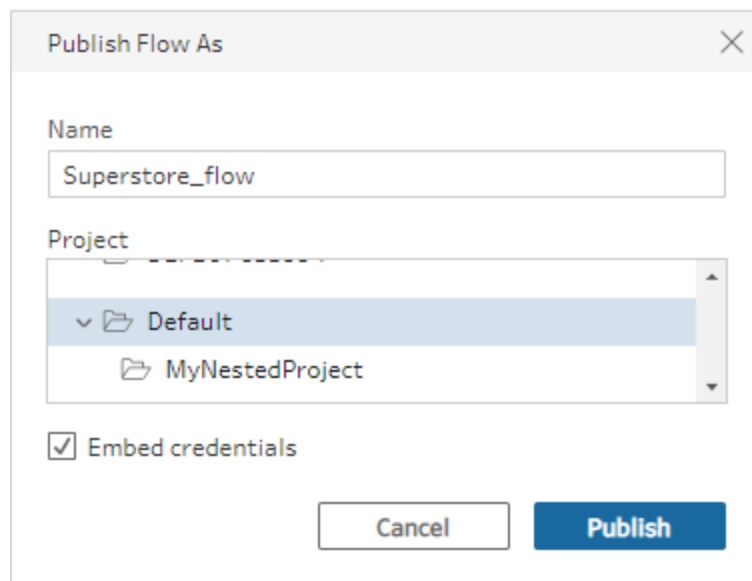 Publish Flow As
Name
Superstore_flow
Project
Default
MyNestedProject
Embed credentials
Cancel Publish